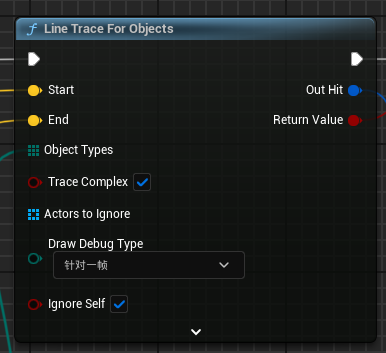 Line Trace For Objects
Start
Out Hit
End
Return Value
Object Types
Trace Complex
Actors to Ignore
Draw Debug Type
针对一帧
Ignore Self